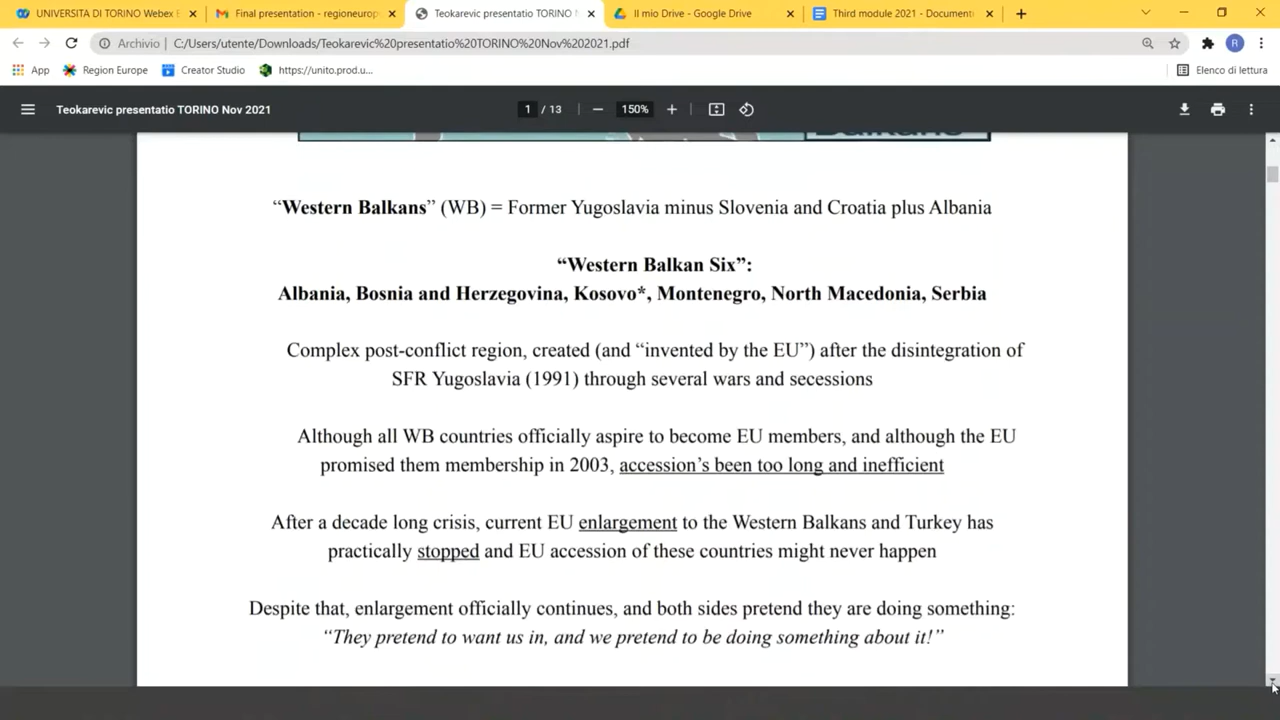 UNIVERSITA DI TORINO Webex E
Final presentation - regioneurop
Teokarevic presentatio TORINO N
Il mio Drive - Google Drive
Third module 2021 - Documenti
Archivio
C:/Users/utente/Downloads/Teokarevic%20presentatio%20TORINO%20Nov%202021.pdf
R
App
Region Europe
Creator Studio
https://unito.prod.u...
Elenco di lettura
Teokarevic presentatio TORINO Nov 2021
1 / 13
150%
“Western Balkans” (WB) = Former Yugoslavia minus Slovenia and Croatia plus Albania
“Western Balkan Six”:
Albania, Bosnia and Herzegovina, Kosovo*, Montenegro, North Macedonia, Serbia
Complex post-conflict region, created (and “invented by the EU”) after the disintegration of
SFR Yugoslavia (1991) through several wars and secessions
Although all WB countries officially aspire to become EU members, and although the EU
promised them membership in 2003, accession’s been too long and inefficient
After a decade long crisis, current EU enlargement to the Western Balkans and Turkey has
practically stopped and EU accession of these countries might never happen
Despite that, enlargement officially continues, and both sides pretend they are doing something:
“They pretend to want us in, and we pretend to be doing something about it!”